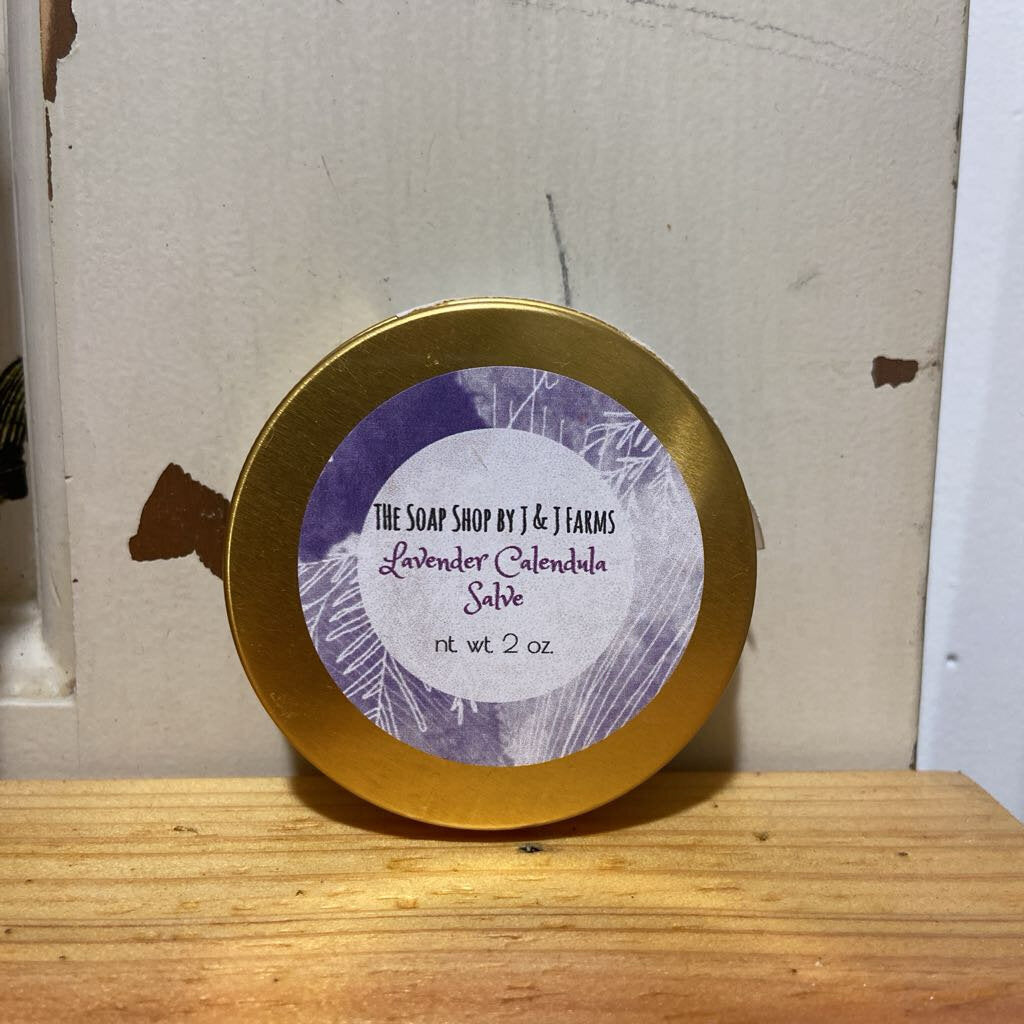 THE SOAP SHOP BY J & J FARMS
Lavender Calendula
Salve
nt. wt. 2 oz.